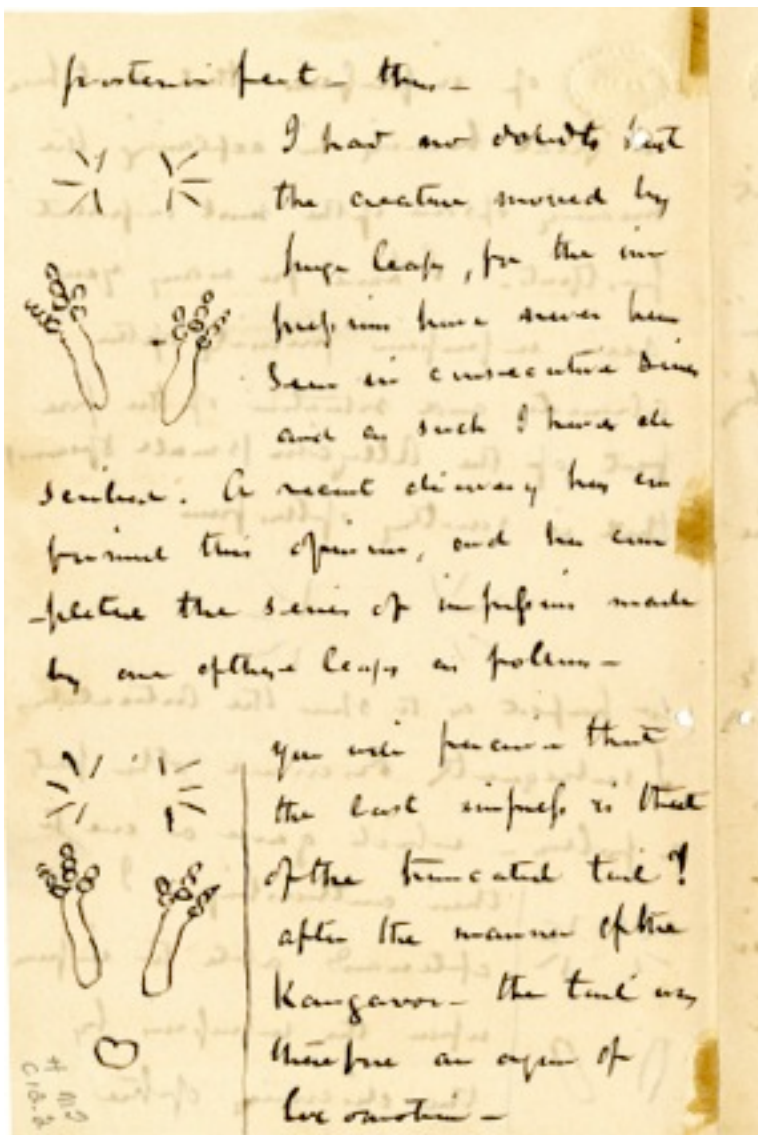 posterior feet – thus –
I had no doubts but
the creature moved by
huge leaps, for the im
pressions have never been
seen in consecutive lines
and as such I have de
scribed. A recent discovery has con
firmed this opinion, and has com
-pleted the series of impressions made
by one of these leaps as follows –
You will perceive that
the last impress is that
of the truncated tail!
after the manner of the
Kangaroo – the tail was
therefore an organ of
locomotion –